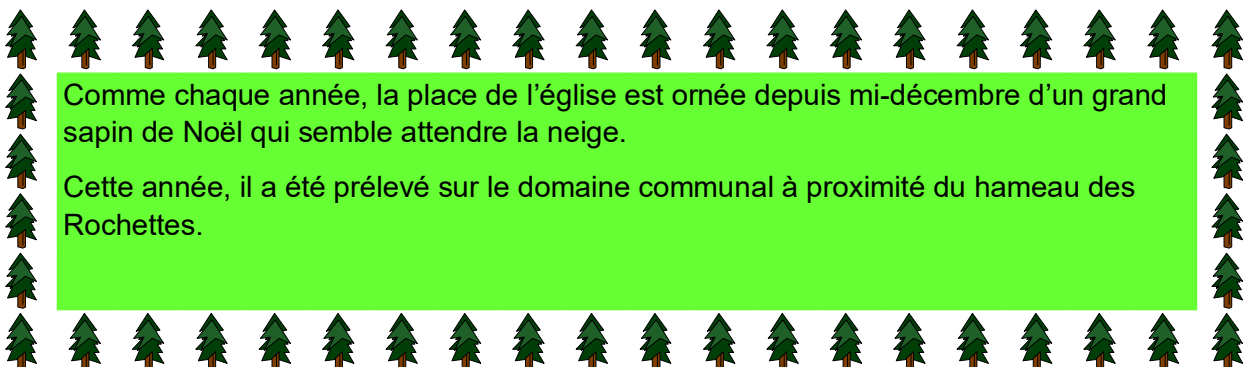 Comme chaque année, la place de l’église est ornée depuis mi-décembre d’un grand
sapin de Noël qui semble attendre la neige.
Cette année, il a été prélevé sur le domaine communal à proximité du hameau des
Rochettes.